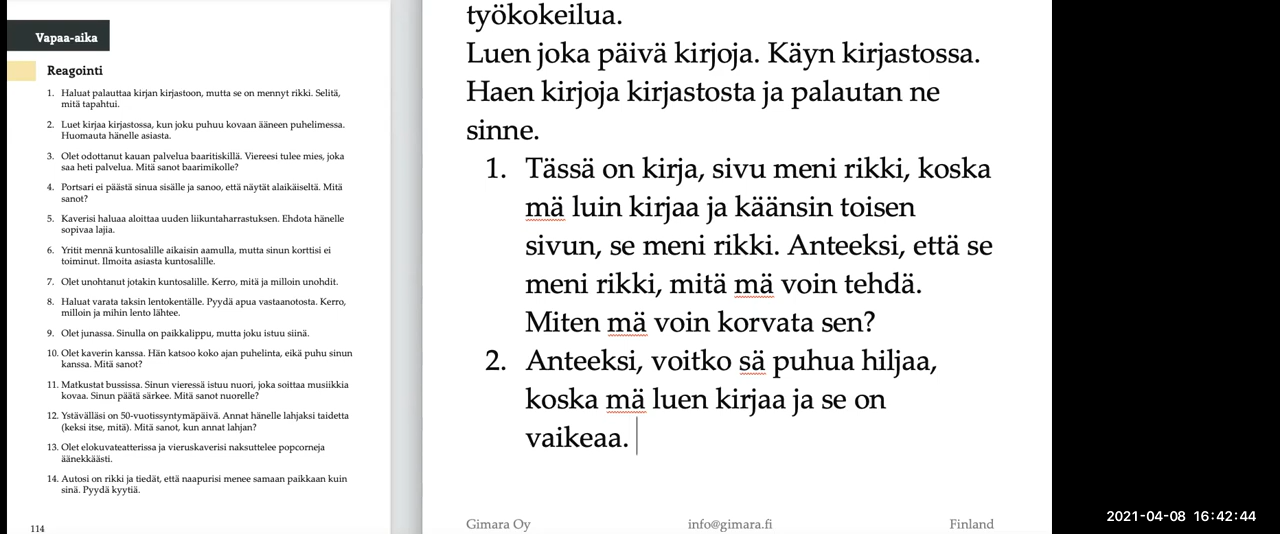 Vapaa-aika
Reagointi
1. Haluat palauttaa kirjan kirjastoon, mutta se on mennyt rikki. Selitä,
mitä tapahtui.
2. Luet kirjaa kirjastossa, kun joku puhuu kovaan ääneen puhelimessa.
Huomauta hänelle asiasta.
3. Olet odottanut kauan palvelua baaritiskillä. Viereesi tulee mies, joka
saa heti palvelua. Mitä sanot baarimikolle?
4. Portsari ei päästä sinua sisälle ja sanoo, että näytät alaikäiseltä. Mitä
sanot?
5. Kaverisi haluaa aloittaa uuden liikuntaharrastuksen. Ehdota hänelle
sopivaa lajia.
6. Yritit mennä kuntosalille aikaisin aamulla, mutta sinun korttisi ei
toiminut. Ilmoita asiasta kuntosalille.
7. Olet unohtanut jotakin kuntosalille. Kerro, mitä ja milloin unohdit.
8. Haluat varata taksin lentokentälle. Pyydä apua vastaanotosta. Kerro,
milloin ja mihin lento lähtee.
9. Olet junassa. Sinulla on paikkalippu, mutta joku istuu siinä.
10. Olet kaverin kanssa. Hän katsoo koko ajan puhelinta, eikä puhu sinun
kanssa. Mitä sanot?
11. Matkustat bussissa. Sinun vieressä istuu nuori, joka soittaa musiikkia
kovaa. Sinun päätä särkee. Mitä sanot nuorelle?
12. Ystävälläsi on 50-vuotissyntymäpäivä. Annat hänelle lahjaksi taidetta
(keksi itse, mitä). Mitä sanot, kun annat lahjan?
13. Olet elokuvateatterissa ja vieruskaverisi naksuttelee popcorneja
äänekkäästi.
14. Autosi on rikki ja tiedät, että naapurisi menee samaan paikkaan kuin
sinä. Pyydä kyytiä.
114
työkokeilua.
Luen joka päivä kirjoja. Käyn kirjastossa.
Haen kirjoja kirjastosta ja palautan ne
sinne.
1. Tässä on kirja, sivu meni rikki, koska
mä luin kirjaa ja käänsin toisen
sivun, se meni rikki. Anteeksi, että se
meni rikki, mitä mä voin tehdä.
Miten mä voin korvata sen?
2. Anteeksi, voitko sä puhua hiljaa,
koska mä luen kirjaa ja se on
vaikeaa.
Gimara Oy info@gimara.fi Finland
2021-04-08 16:42:44